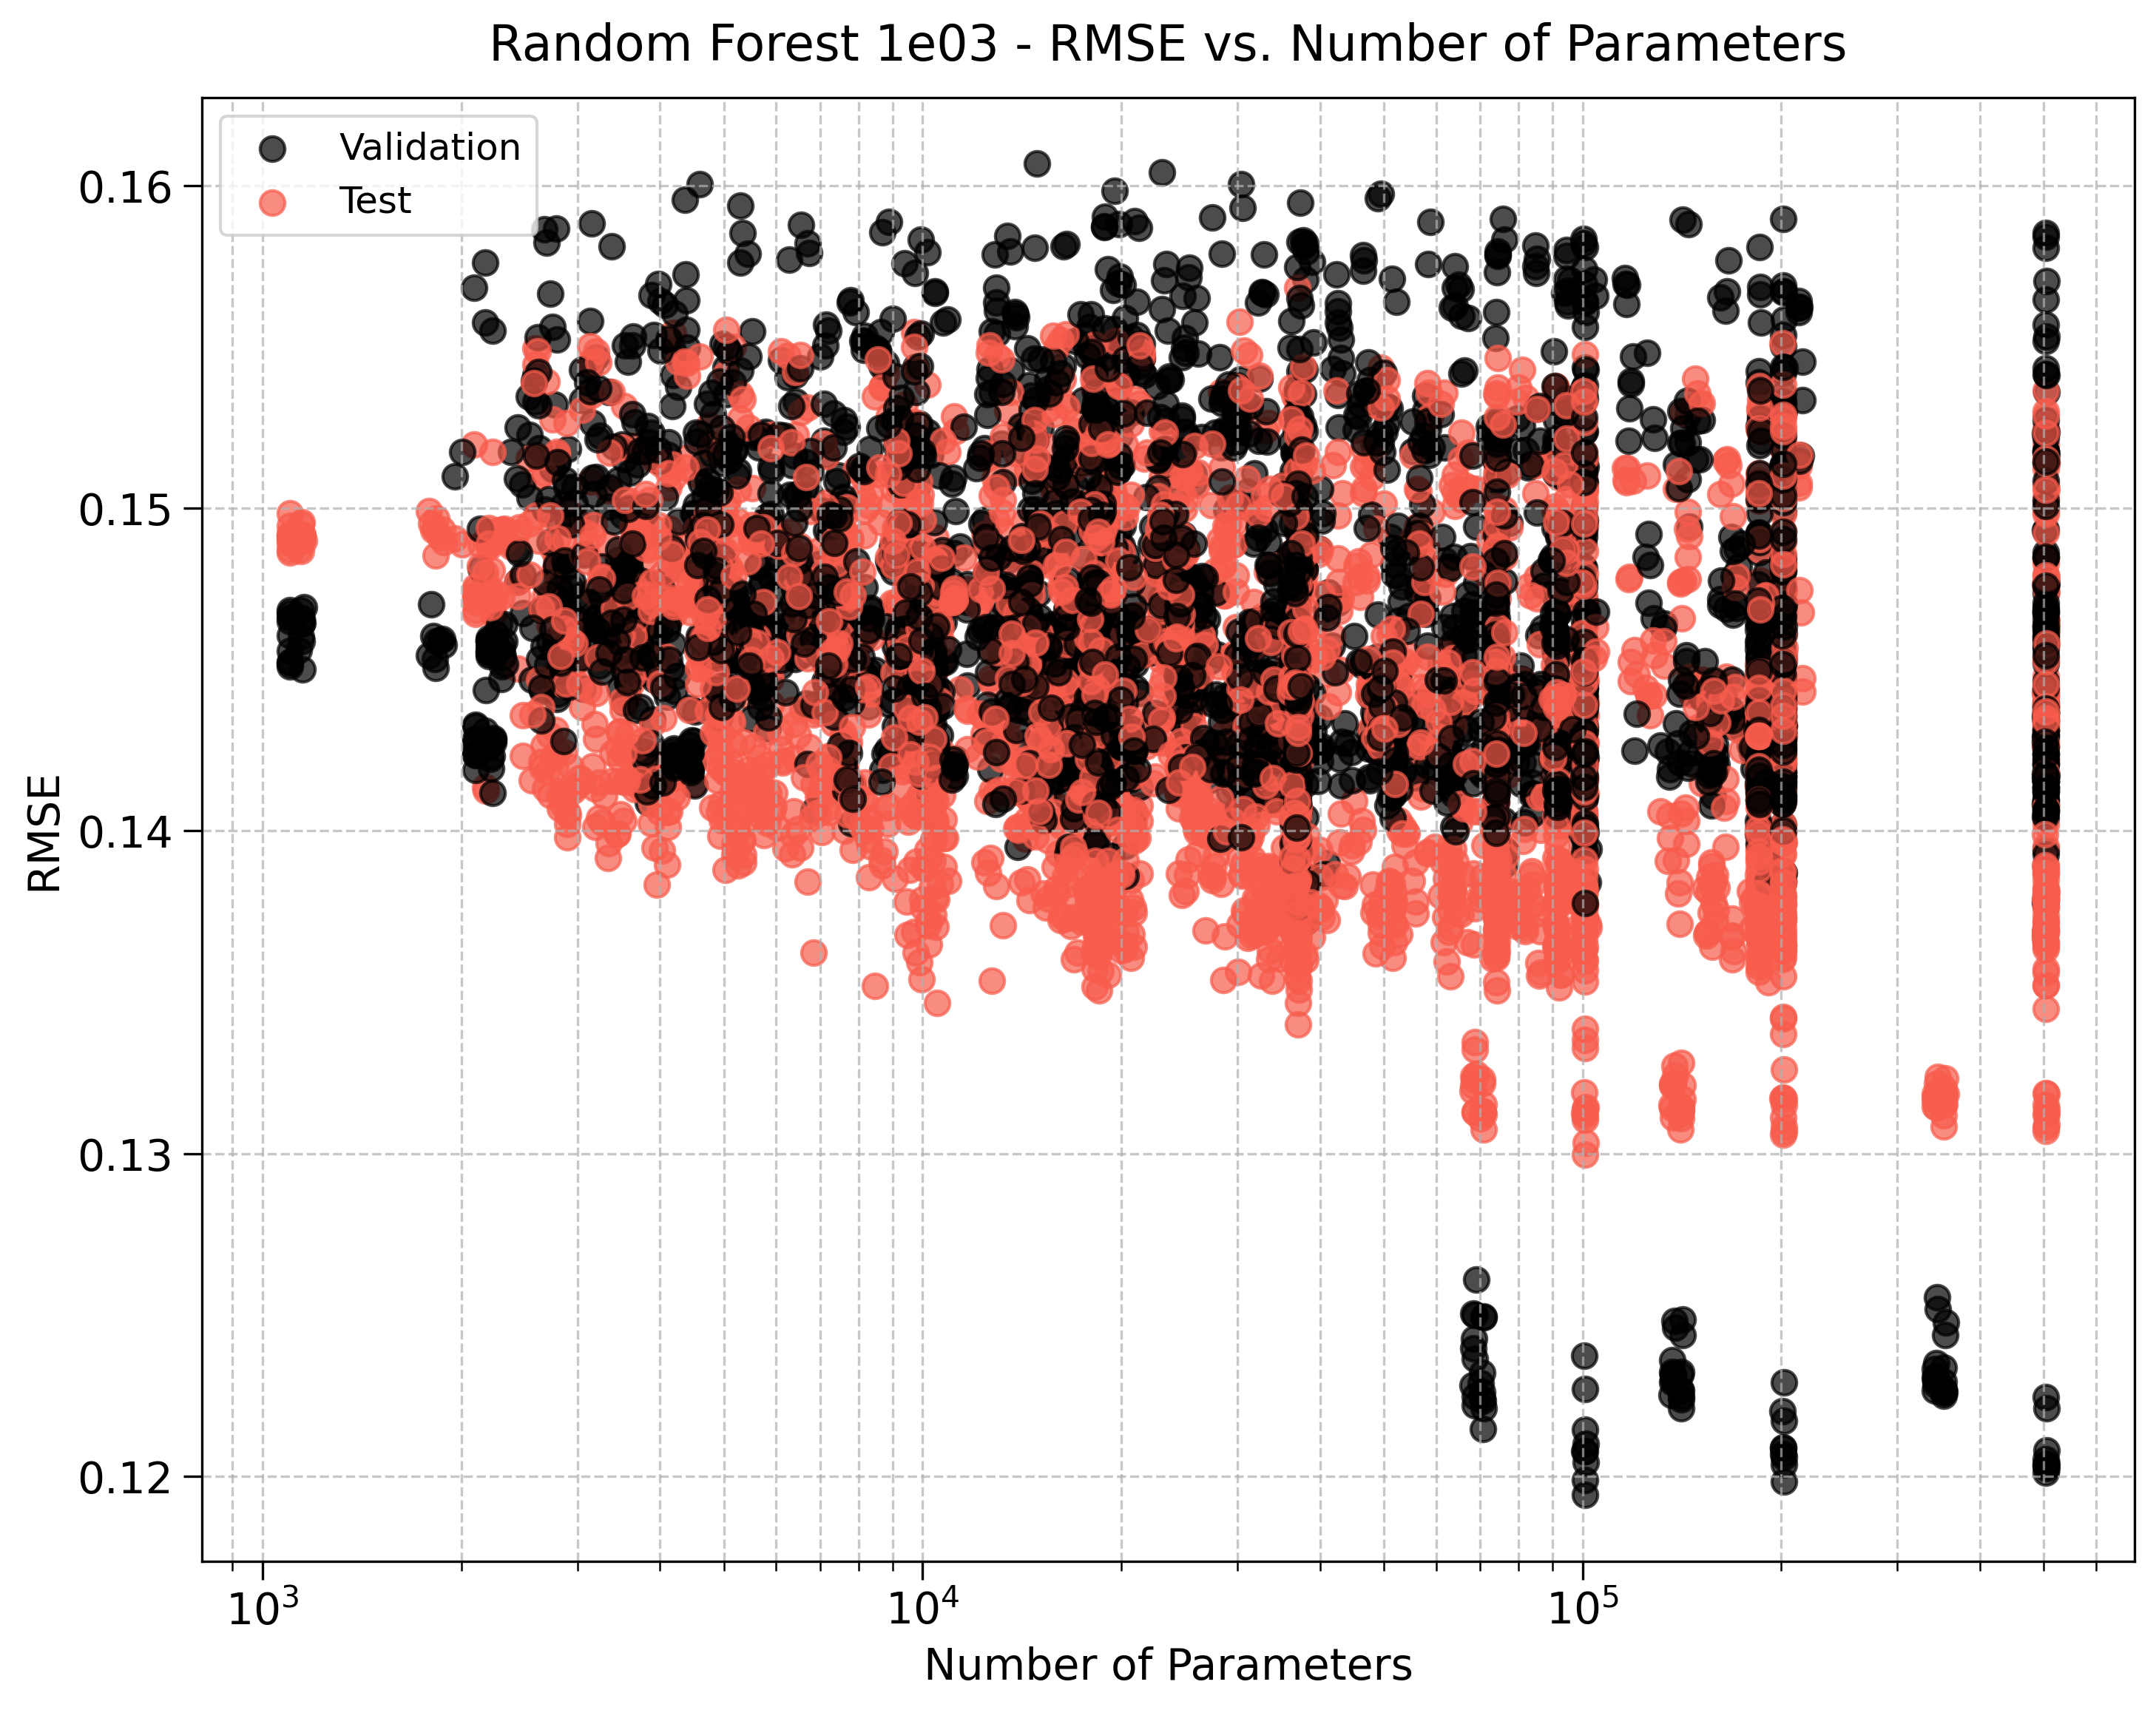 Random Forest 1e03 - RMSE vs. Number of Parameters
Validation
Test
RMSE
0.16
0.15
0.14
0.13
0.12
10³
10⁴
10⁵
Number of Parameters